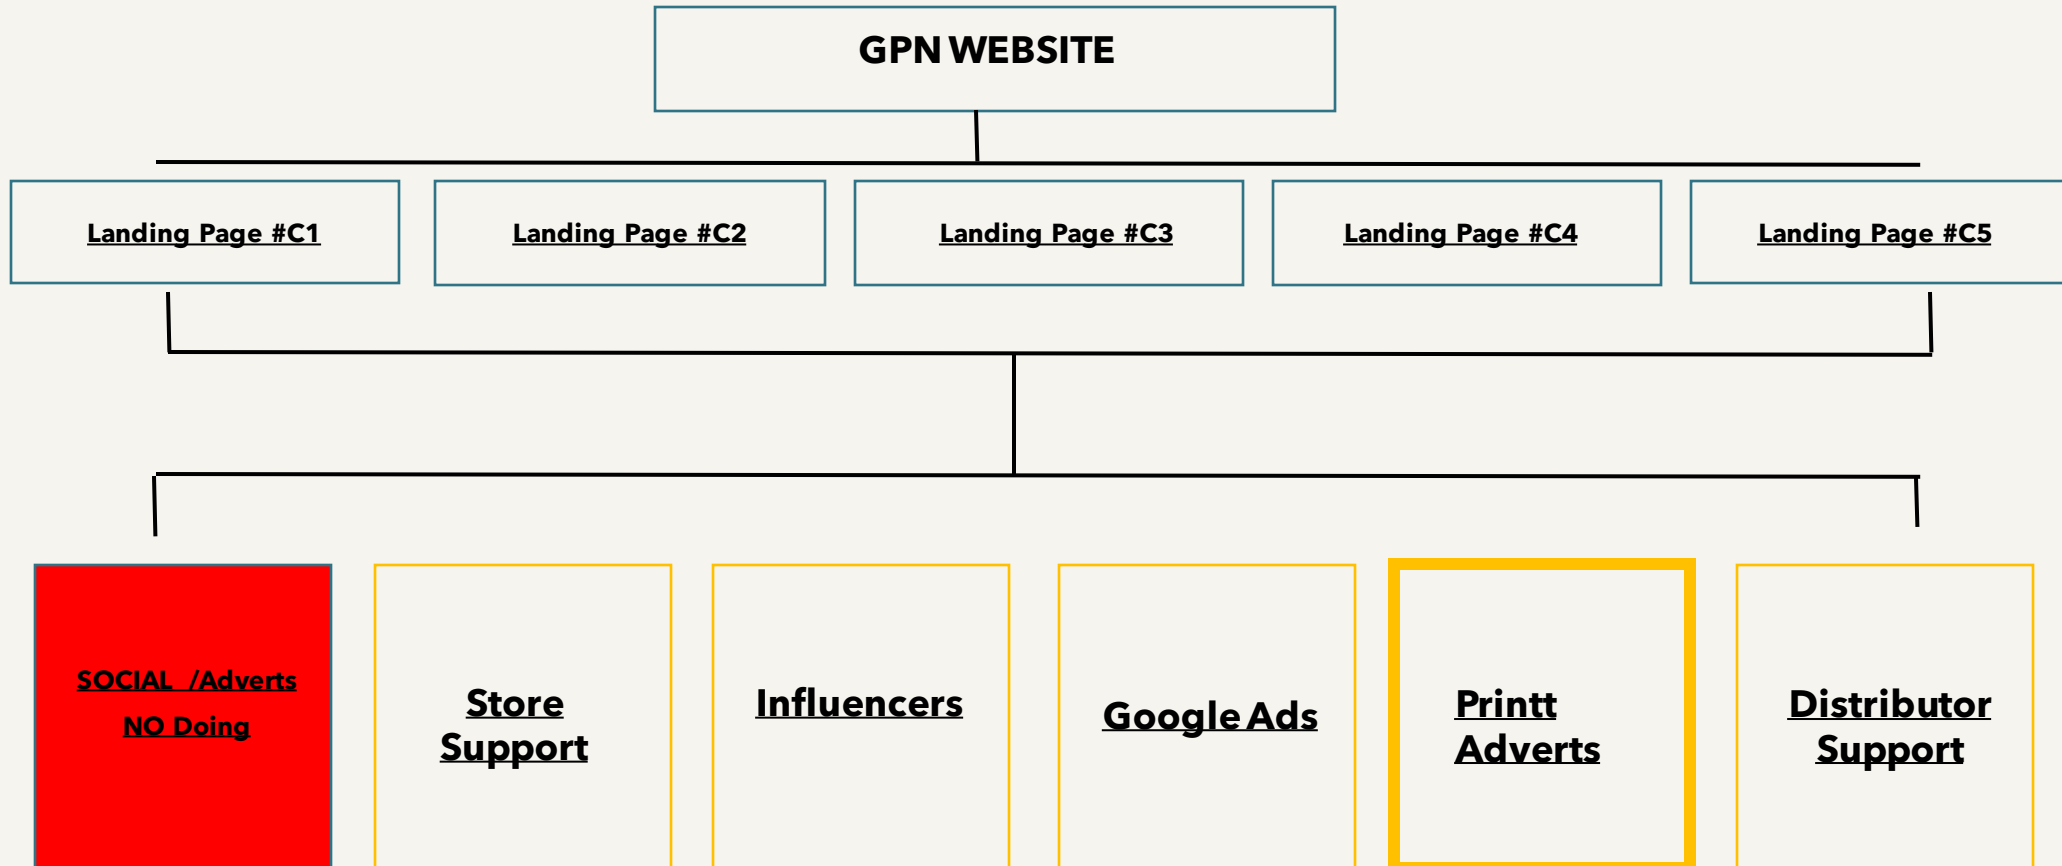 GPN WEBSITE
Landing Page #C1
Landing Page #C2
Landing Page #C3
Landing Page #C4
Landing Page #C5
SOCIAL /Adverts
NO Doing
Store
Support
Influencers
Google Ads
Printt
Adverts
Distributor
Support